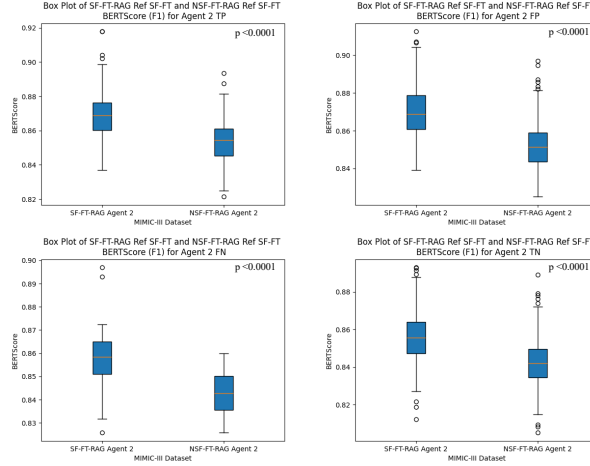 Box Plot of SF-FT-RAG Ref SF-FT and NSF-FT-RAG Ref SF-FT
BERTScore (F1) for Agent 2 TP
p <0.0001
0.92
0.90
0.88
0.86
0.84
0.82
BERTScore
SF-FT-RAG Agent 2
NSF-FT-RAG Agent 2
MIMIC-III Dataset
Box Plot of SF-FT-RAG Ref SF-FT and NSF-FT-RAG Ref SF-F
BERTScore (F1) for Agent 2 FP
p <0.0001
0.90
0.88
0.86
0.84
BERTScore
SF-FT-RAG Agent 2
NSF-FT-RAG Agent 2
MIMIC-III Dataset
Box Plot of SF-FT-RAG Ref SF-FT and NSF-FT-RAG Ref SF-FT
BERTScore (F1) for Agent 2 FN
p <0.0001
0.90
0.89
0.88
0.87
0.86
0.85
0.84
0.83
BERTScore
SF-FT-RAG Agent 2
NSF-FT-RAG Agent 2
MIMIC-III Dataset
Box Plot of SF-FT-RAG Ref SF-FT and NSF-FT-RAG Ref SF-F
BERTScore (F1) for Agent 2 TN
p <0.0001
0.88
0.86
0.84
0.82
BERTScore
SF-FT-RAG Agent 2
NSF-FT-RAG Agent 2
MIMIC-III Dataset